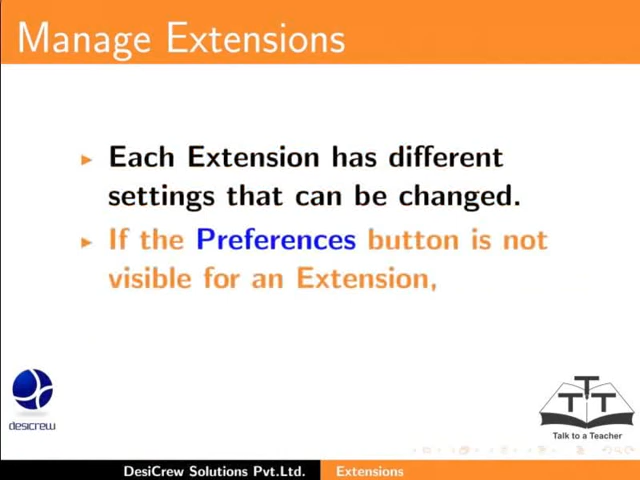 Manage Extensions
Each Extension has different
settings that can be changed.
If the Preferences button is not
visible for an Extension,
desicrew
TTT
Talk to a Teacher
DesiCrew Solutions Pvt.Ltd. Extensions